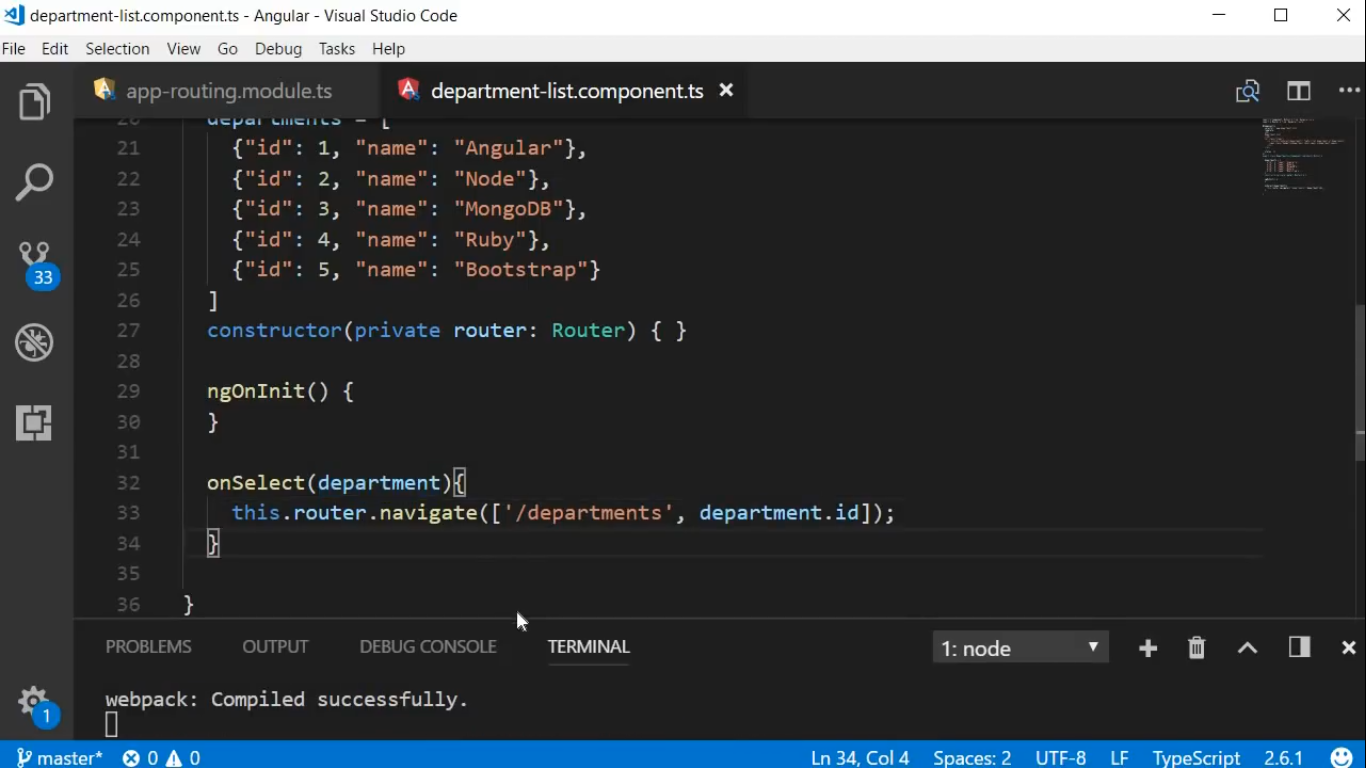 department-list.component.ts - Angular - Visual Studio Code
File Edit Selection View Go Debug Tasks Help
app-routing.module.ts department-list.component.ts
20 departments = [
21 {"id": 1, "name": "Angular"},
22 {"id": 2, "name": "Node"},
23 {"id": 3, "name": "MongoDB"},
24 {"id": 4, "name": "Ruby"},
25 {"id": 5, "name": "Bootstrap"}
26 ]
27 constructor(private router: Router) { }
28
29 ngOnInit() {
30 }
31
32 onSelect(department){
33 this.router.navigate(['/departments', department.id]);
34 }
35
36 }
33
PROBLEMS OUTPUT DEBUG CONSOLE TERMINAL 1: node
webpack: Compiled successfully.
1
master* 0 0 Ln 34, Col 4 Spaces: 2 UTF-8 LF TypeScript 2.6.1